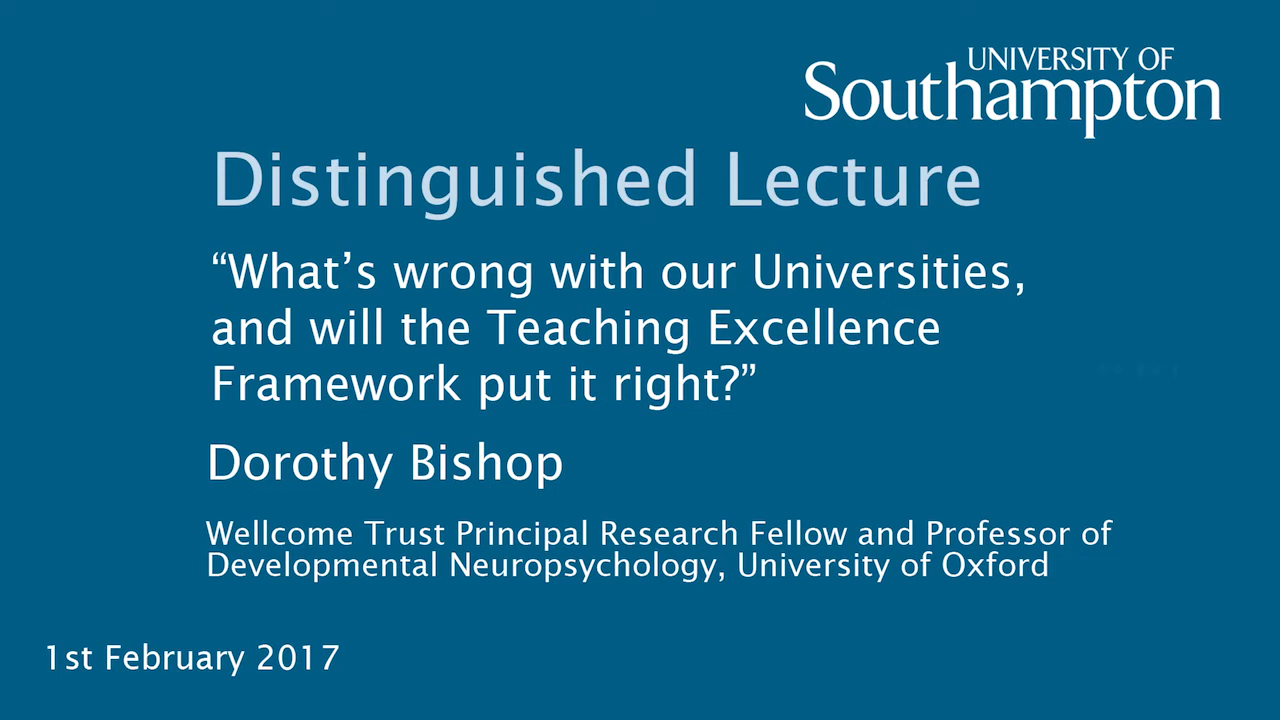 UNIVERSITY OF
Southampton
Distinguished Lecture
“What’s wrong with our Universities,
and will the Teaching Excellence
Framework put it right?”
Dorothy Bishop
Wellcome Trust Principal Research Fellow and Professor of
Developmental Neuropsychology, University of Oxford
1st February 2017